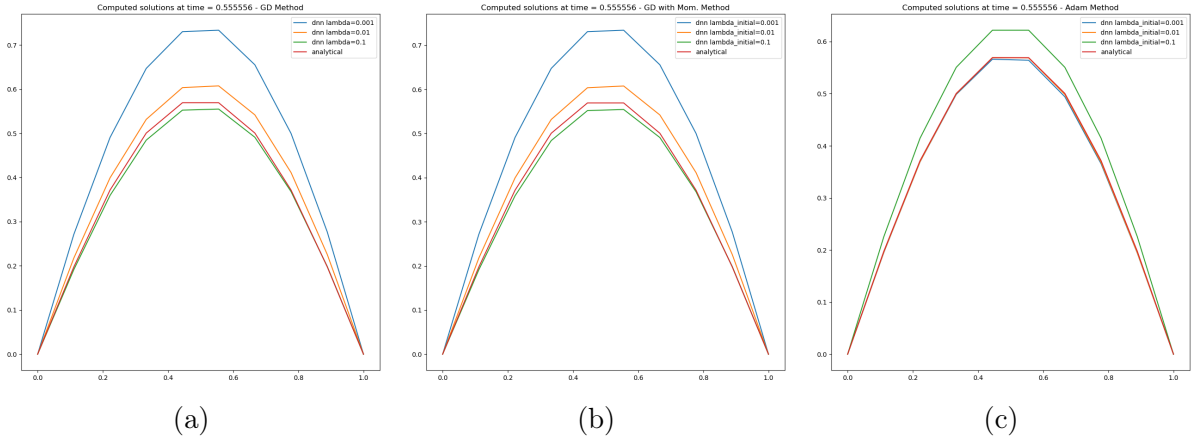 Computed solutions at time = 0.555556 - GD Method
dnn lambda=0.001
dnn lambda=0.01
dnn lambda=0.1
analytical
0.7
0.6
0.5
0.4
0.3
0.2
0.1
0.0
0.0 0.2 0.4 0.6 0.8 1.0
(a)
Computed solutions at time = 0.555556 - GD with Mom. Method
dnn lambda_initial=0.001
dnn lambda_initial=0.01
dnn lambda_initial=0.1
analytical
0.7
0.6
0.5
0.4
0.3
0.2
0.1
0.0
0.0 0.2 0.4 0.6 0.8 1.0
(b)
Computed solutions at time = 0.555556 - Adam Method
dnn lambda_initial=0.001
dnn lambda_initial=0.01
dnn lambda_initial=0.1
analytical
0.6
0.5
0.4
0.3
0.2
0.1
0.0
0.0 0.2 0.4 0.6 0.8 1.0
(c)